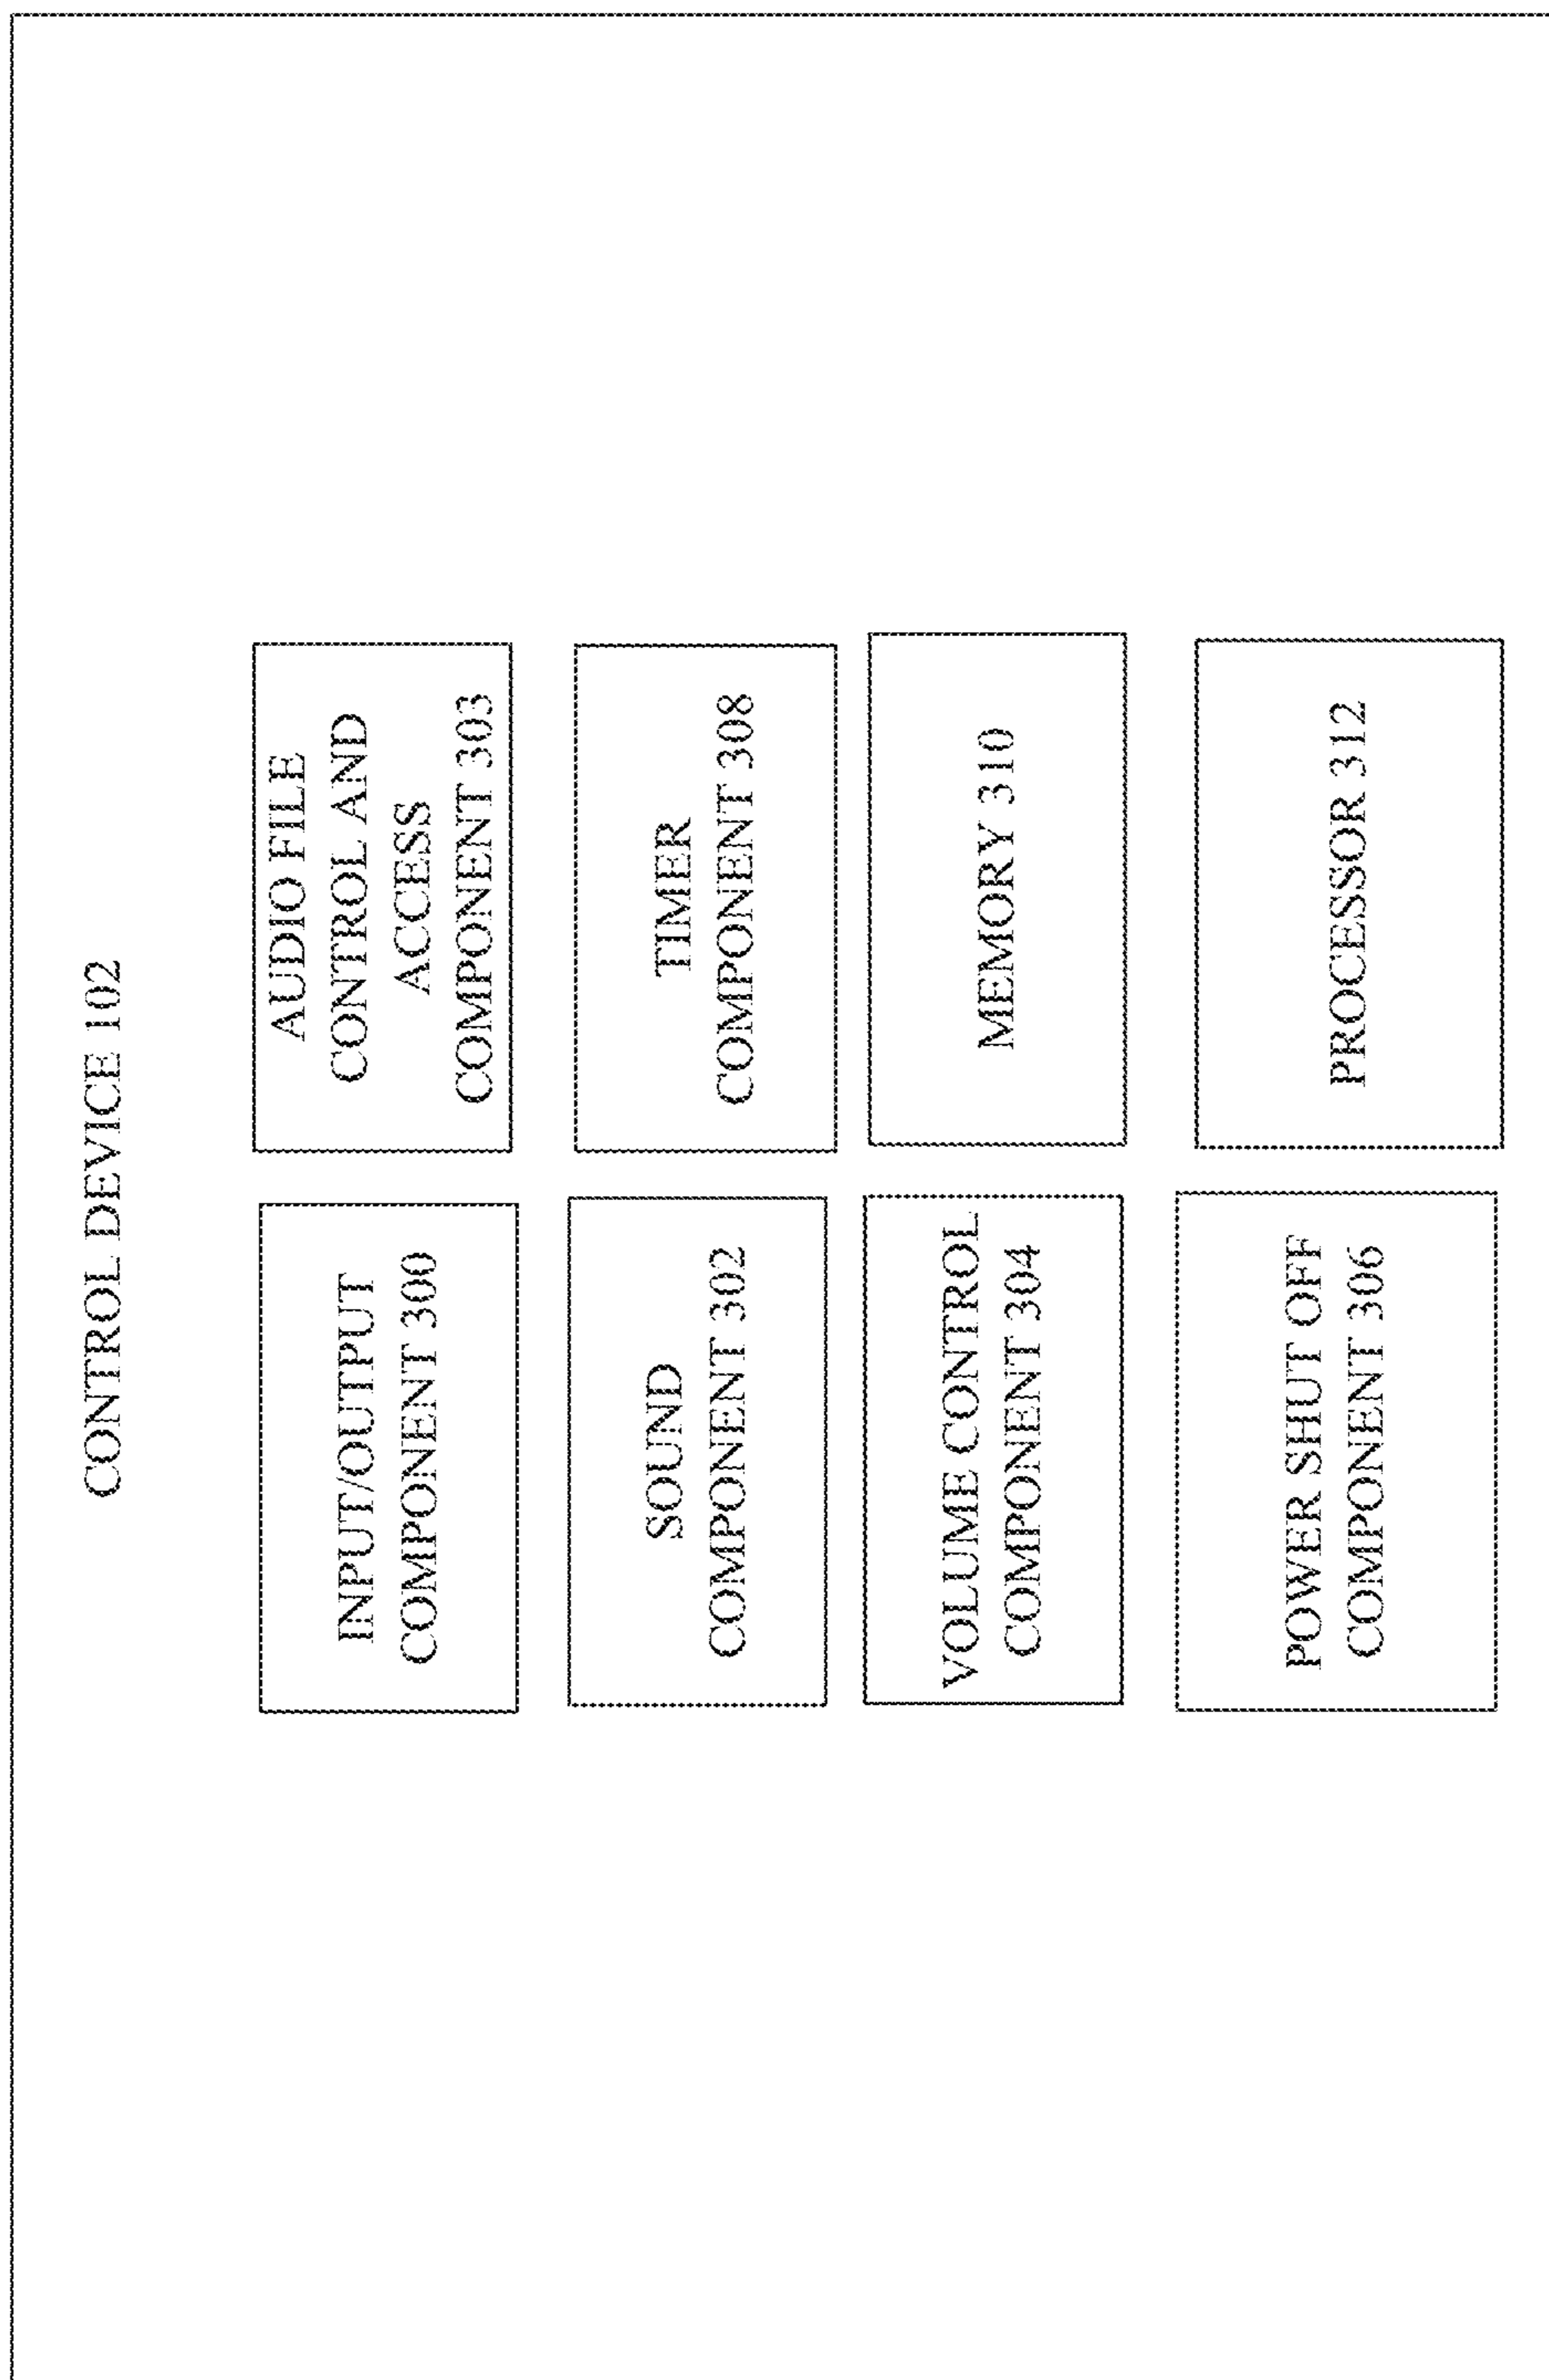 CONTROL DEVICE 102
INPUT/OUTPUT
COMPONENT 300
AUDIO FILE
CONTROL AND
ACCESS
COMPONENT 303
SOUND
COMPONENT 302
TIMER
COMPONENT 308
VOLUME CONTROL
COMPONENT 304
MEMORY 310
POWER SHUT OFF
COMPONENT 306
PROCESSOR 312